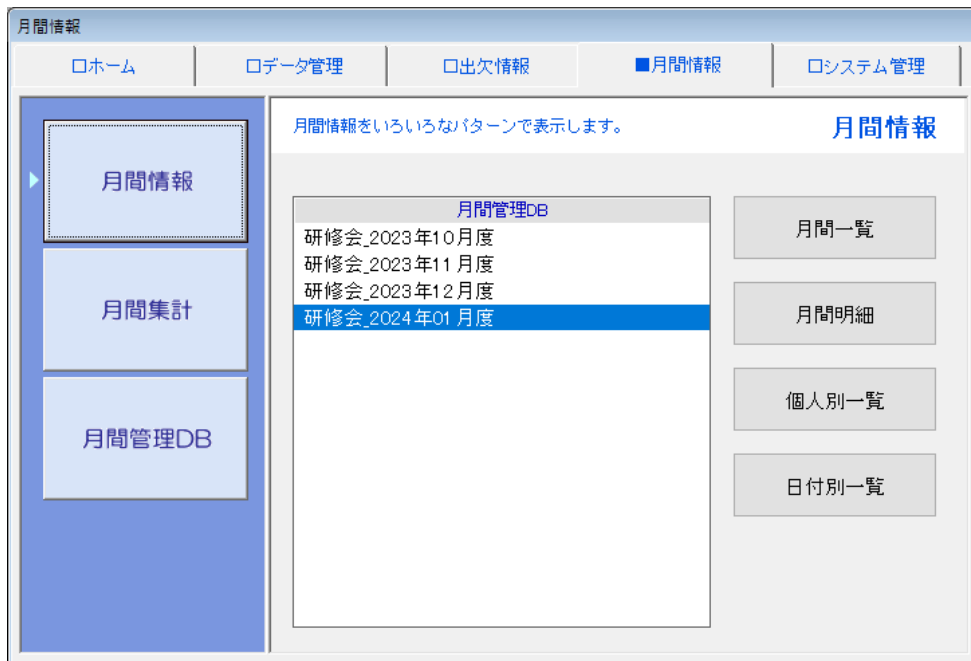 月間情報
□ホーム
□データ管理
□出欠情報
■月間情報
□システム管理
月間情報
月間集計
月間管理DB
月間情報をいろいろなパターンで表示します。
月間情報
月間管理DB
研修会_2023年10月度
研修会_2023年11月度
研修会_2023年12月度
研修会_2024年01月度
月間一覧
月間明細
個人別一覧
日付別一覧